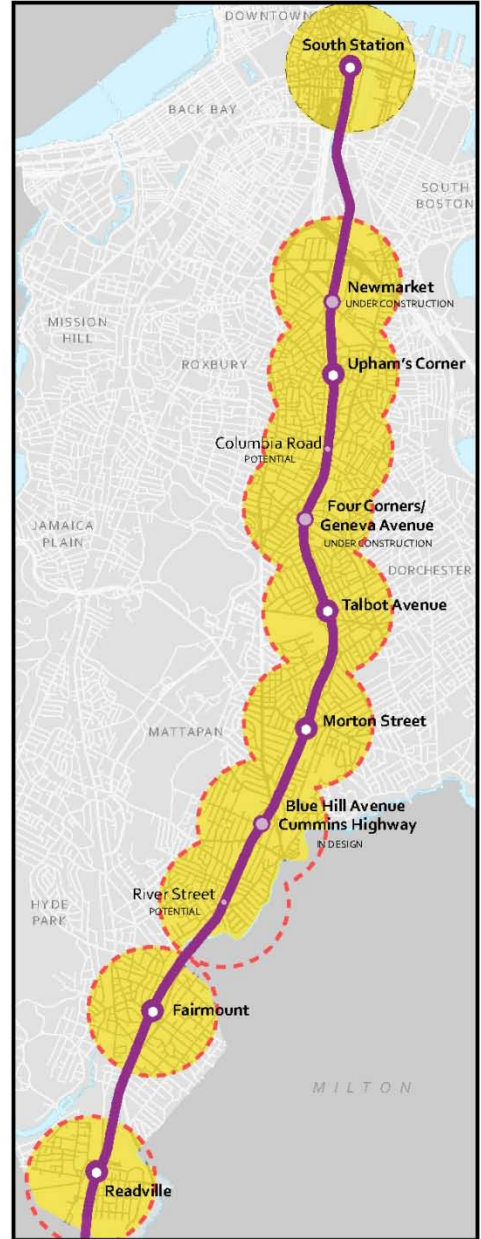 DOWNTOWN
South Station
BACK BAY
SOUTH
BOSTON
Newmarket
UNDER CONSTRUCTION
MISSION
HILL
ROXBURY
Upham's Corner
Columbia Road
POTENTIAL
Four Corners/
Geneva Avenue
UNDER CONSTRUCTION
JAMAICA
PLAIN
DORCHESTER
Talbot Avenue
Morton Street
MATTAPAN
Blue Hill Avenue
Cummins Highway
IN DESIGN
River Street
POTENTIAL
HYDE
PARK
Fairmount
MILTON
Readville